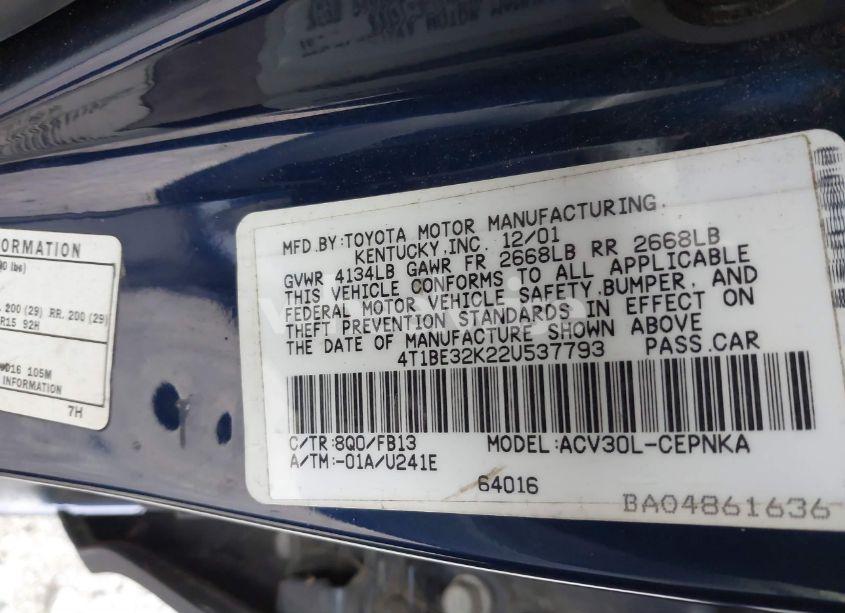 FORMATION
200 (29) RR. 200 (29)
R15 92H
D16 105M
INFORMATION
7H
MFD.BY:TOYOTA MOTOR MANUFACTURING.
KENTUCKY,INC. 12/01
GVWR 4134LB GAWR FR 2668LB RR 2668LB
THIS VEHICLE CONFORMS TO ALL APPLICABLE
FEDERAL MOTOR VEHICLE SAFETY,BUMPER, AND
THEFT PREVENTION STANDARDS IN EFFECT ON
THE DATE OF MANUFACTURE SHOWN ABOVE
4T1BE32K22U537793 PASS.CAR
C/TR:8Q0/FB13 MODEL:ACV30L-CEPNKA
A/TM:-01A/U241E
64016
BA04861636